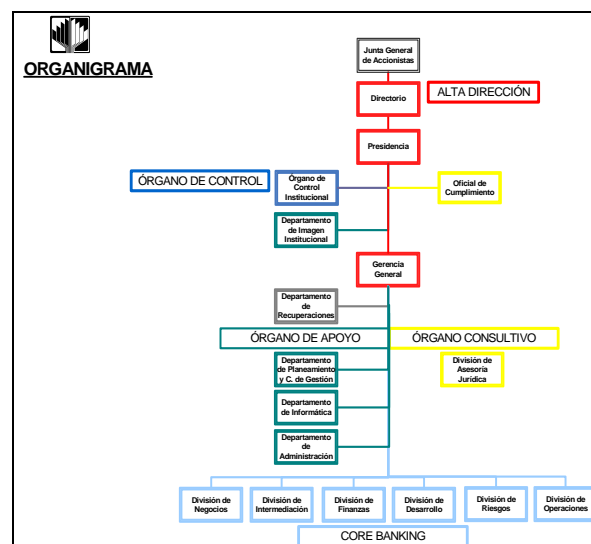 ORGANIGRAMA
Junta General
de Accionistas
Directorio
ALTA DIRECCIÓN
Presidencia
ÓRGANO DE CONTROL
Órgano de
Control
Institucional
Oficial de
Cumplimiento
Departamento
de Imagen
Institucional
Gerencia
General
Departamento
de
Recuperaciones
ÓRGANO DE APOYO
ÓRGANO CONSULTIVO
Departamento
de Planeamiento
y C. de Gestión
División de
Asesoría
Jurídica
Departamento
de Informática
Departamento
de
Administración
División de
Negocios
División de
Intermediación
División de
Finanzas
División de
Desarrollo
División de
Riesgos
División de
Operaciones
CORE BANKING